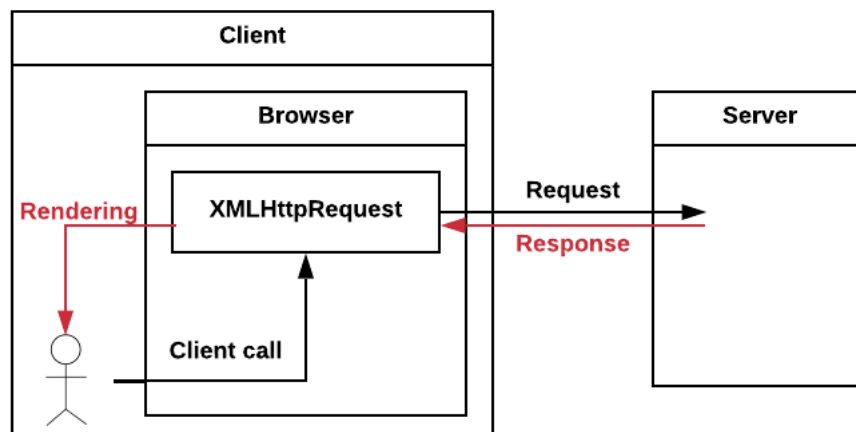 Client
Browser
Server
XMLHttpRequest
Request
Rendering
Response
Client call